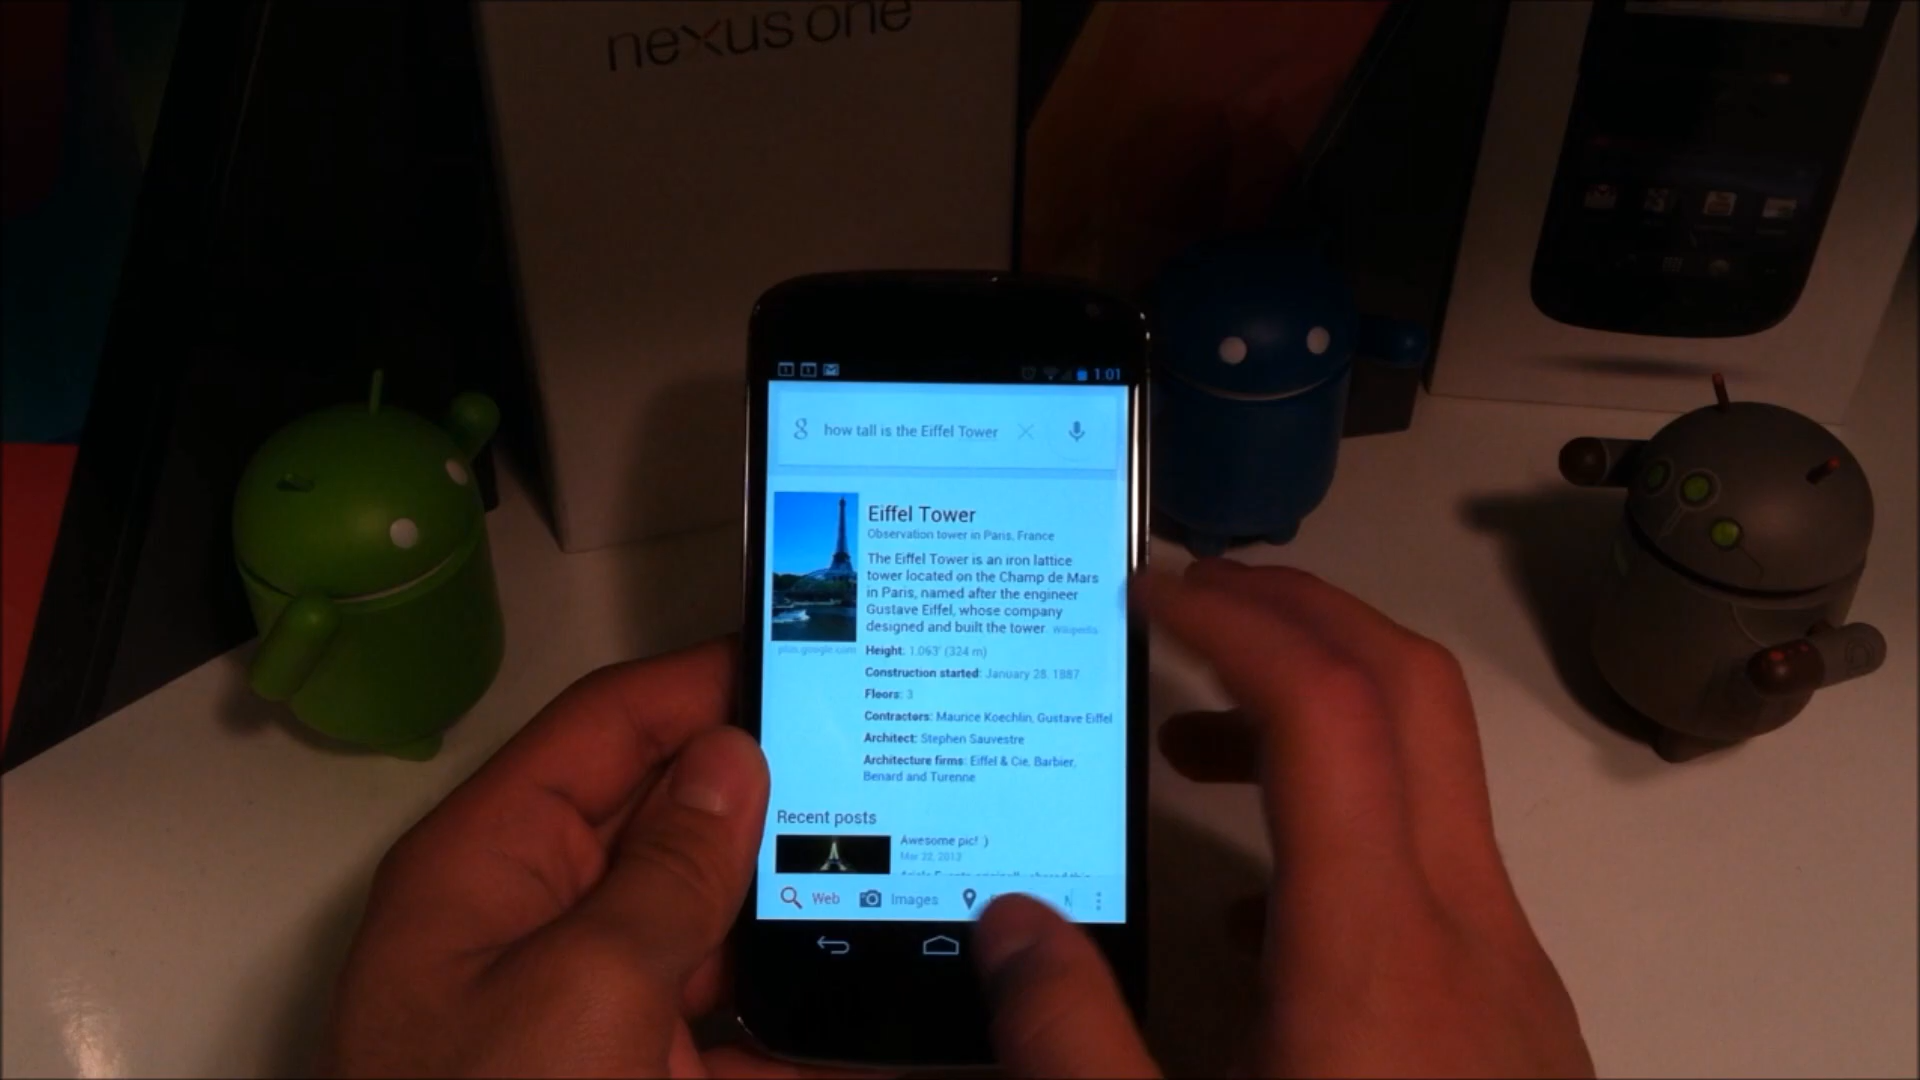 nexus one
1:01
g how tall is the Eiffel Tower
Eiffel Tower
Observation tower in Paris, France
The Eiffel Tower is an iron lattice
tower located on the Champ de Mars
in Paris, named after the engineer
Gustave Eiffel, whose company
designed and built the tower. Wikipedia
plus.google.com
Height: 1,063' (324 m)
Construction started: January 28, 1887
Floors: 3
Contractors: Maurice Koechlin, Gustave Eiffel
Architect: Stephen Sauvestre
Architecture firms: Eiffel & Cie, Barbier,
Benard and Turenne
Recent posts
Awesome pic! :)
Mar 22, 2012
Web Images